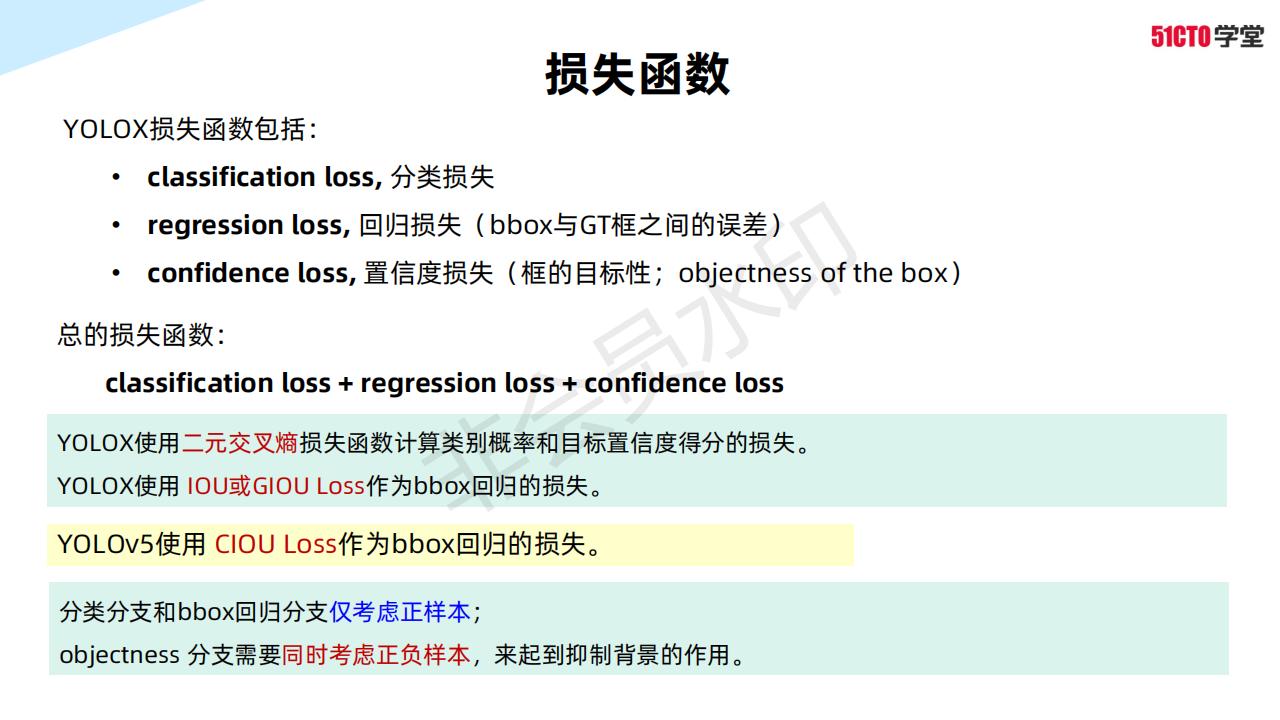 51CTO学堂
损失函数
YOLOX损失函数包括：
• classification loss, 分类损失
• regression loss, 回归损失（bbox与GT框之间的误差）
• confidence loss, 置信度损失（框的目标性；objectness of the box）
总的损失函数：
classification loss + regression loss + confidence loss
YOLOX使用二元交叉熵损失函数计算类别概率和目标置信度得分的损失。
YOLOX使用 IOU或GIOU Loss作为bbox回归的损失。
YOLOv5使用 CIOU Loss作为bbox回归的损失。
分类分支和bbox回归分支仅考虑正样本；
objectness 分支需要同时考虑正负样本，来起到抑制背景的作用。
非会员水印